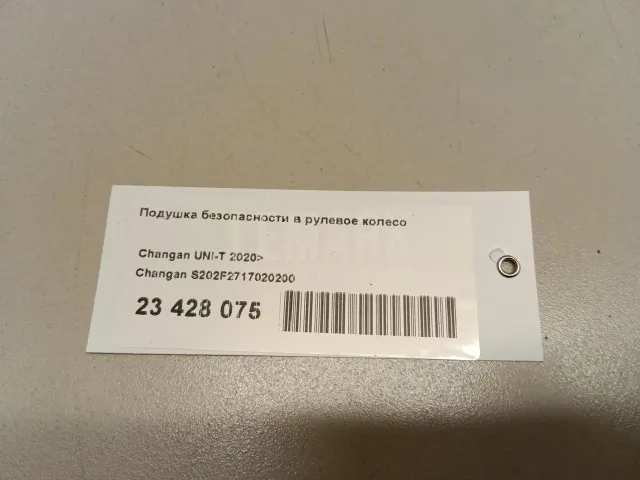 Подушка безопасности в рулевое колесо
Changan UNI-T 2020>
Changan S202F2717020200
23 428 075